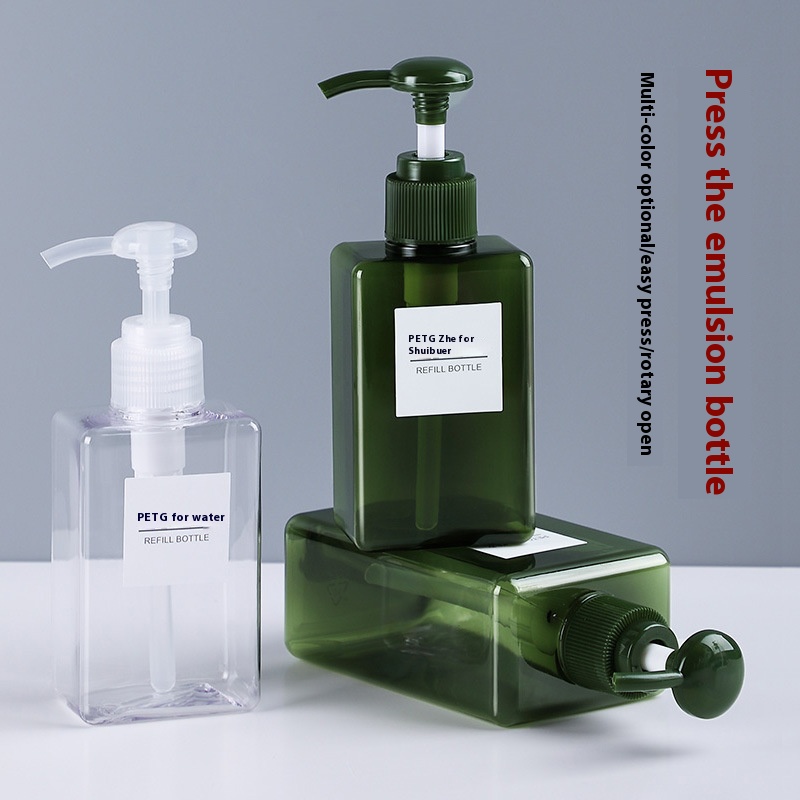 Press the emulsion bottle
Multi-color optional/easy press/rotary open
PETG Zhe for
Shuibuer
REFILL BOTTLE
PETG for water
REFILL BOTTLE